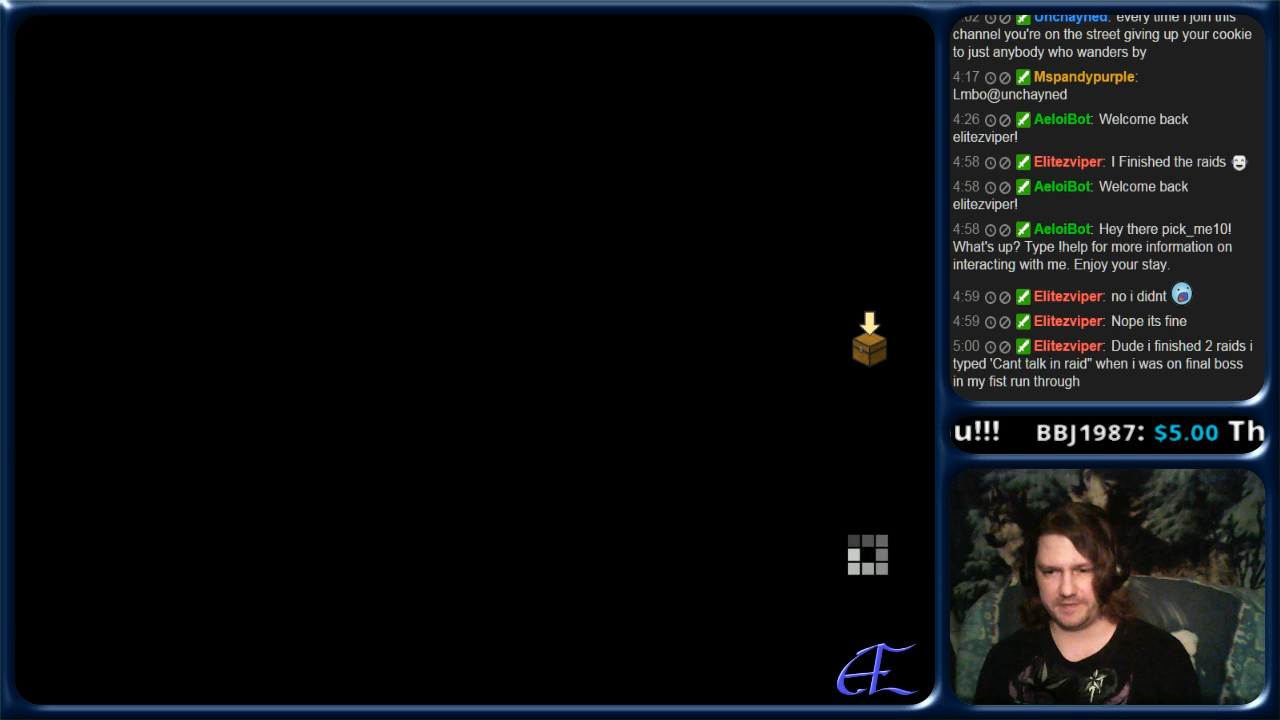 :02 Unchayned: every time i join this
channel you're on the street giving up your cookie
to just anybody who wanders by
4:17 Mspandypurple:
Lmbo@unchayned
4:26 AeloiBot: Welcome back
elitezviper!
4:58 Elitezviper: I Finished the raids
4:58 AeloiBot: Welcome back
elitezviper!
4:58 AeloiBot: Hey there pick_me10!
What's up? Type !help for more information on
interacting with me. Enjoy your stay.
4:59 Elitezviper: no i didnt
4:59 Elitezviper: Nope its fine
5:00 Elitezviper: Dude i finished 2 raids i
typed 'Cant talk in raid" when i was on final boss
in my fist run through
u!!! BBJ1987: $5.00 Th
Æ